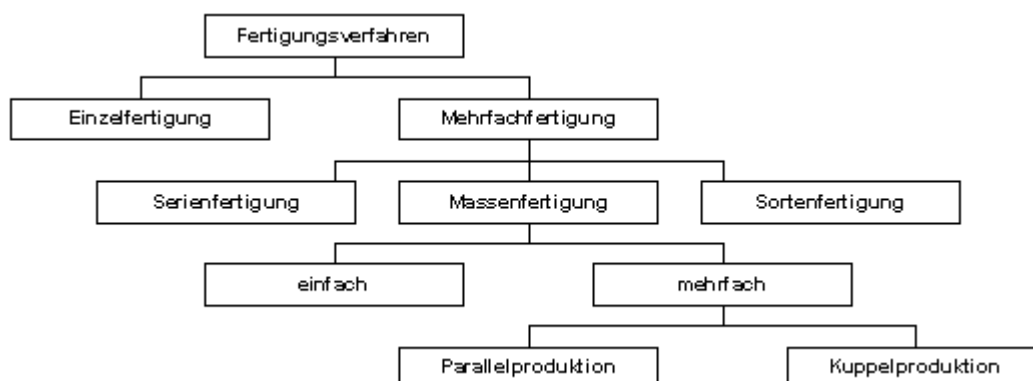 Fertigungsverfahren
Einzelfertigung
Mehrfachfertigung
Serienfertigung
Massenfertigung
Sortenfertigung
einfach
mehrfach
Parallelproduktion
Kuppelproduktion